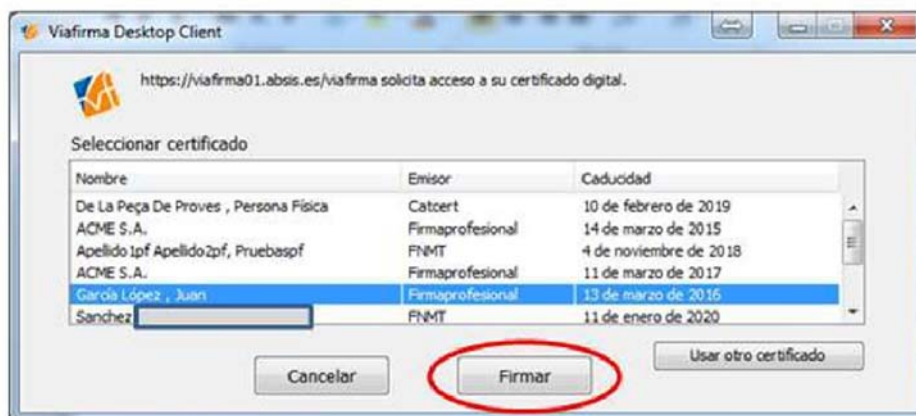 Viafirma Desktop Client
https://viafirma01.absis.es/viafirma solicita acceso a su certificado digital.
Seleccionar certificado
Nombre Emisor Caducidad
De La Peça De Proves , Persona Física Catcert 10 de febrero de 2019
ACME S.A. Firmaprofesional 14 de marzo de 2015
Apellido1pf Apellido2pf, Pruebaspf FNMT 4 de noviembre de 2018
ACME S.A. Firmaprofesional 11 de marzo de 2017
García López , Juan Firmaprofesional 13 de marzo de 2016
Sanchez FNMT 11 de enero de 2020
Usar otro certificado
Cancelar Firmar